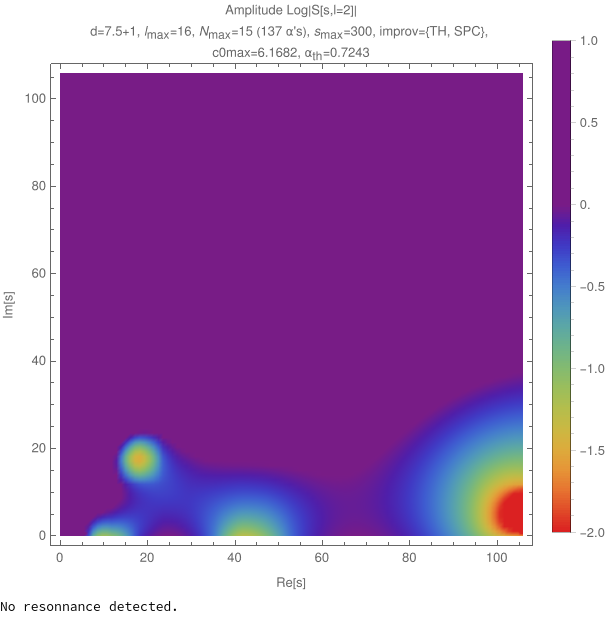 Amplitude Log|S[s,l=2]|
d=7.5+1, lmax=16, Nmax=15 (137 α's), smax=300, improv={TH, SPC},
c0max=6.1682, αth=0.7243
1.0
0.5
0.
−0.5
−1.0
−1.5
−2.0
100
80
60
40
20
0
Im[s]
0 20 40 60 80 100
Re[s]
No resonnance detected.